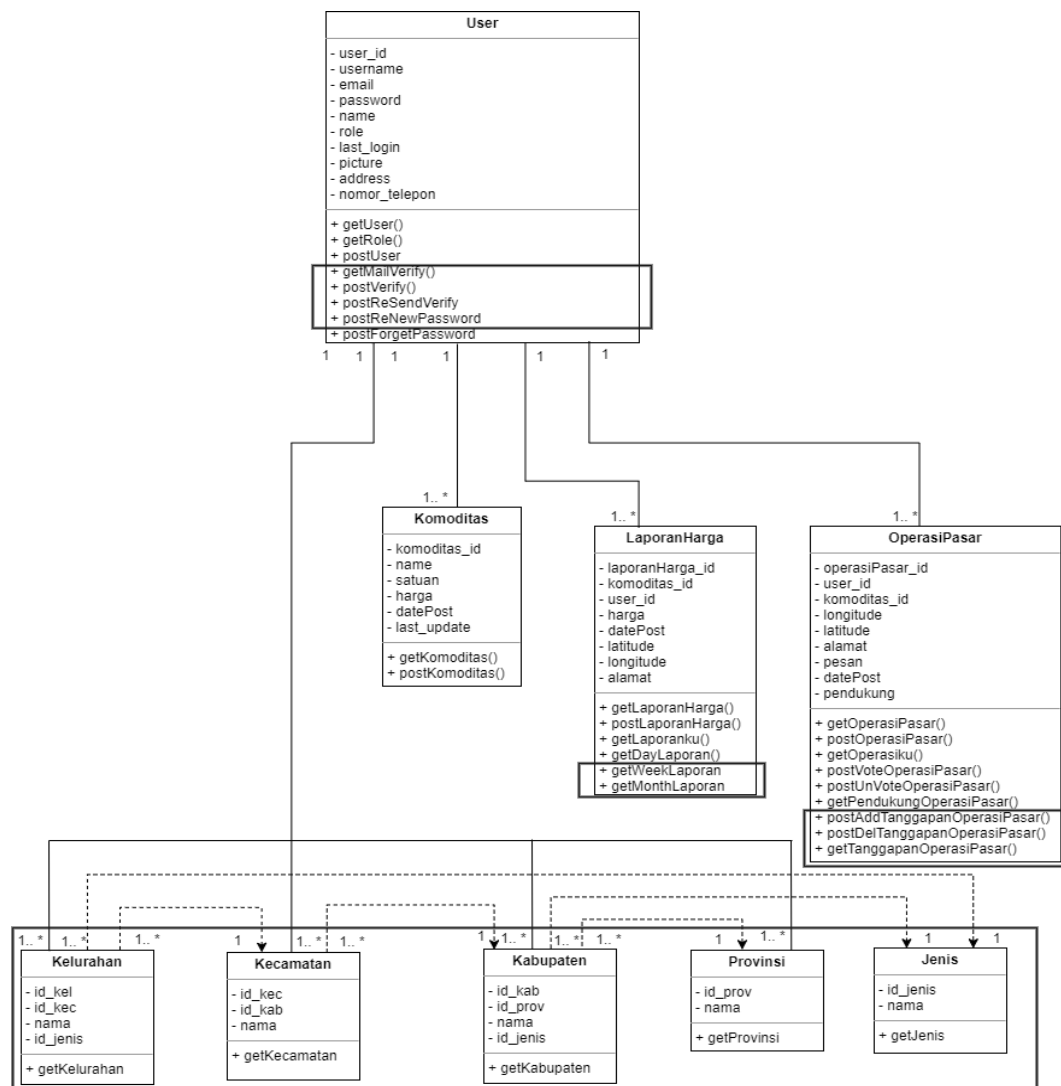 User
- user_id
- username
- email
- password
- name
- role
- last_login
- picture
- address
- nomor_telepon
+ getUser()
+ getRole()
+ postUser
+ getMailVerify()
+ postVerify()
+ postReSendVerify
+ postReNewPassword
+ postForgetPassword
1 1 1 1 1 1
1.. *
Komoditas
- komoditas_id
- name
- satuan
- harga
- datePost
- last_update
+ getKomoditas()
+ postKomoditas()
1.. *
LaporanHarga
- laporanHarga_id
- komoditas_id
- user_id
- harga
- datePost
- latitude
- longitude
- alamat
+ getLaporanHarga()
+ postLaporanHarga()
+ getLaporanku()
+ getDayLaporan()
+ getWeekLaporan
+ getMonthLaporan
1.. *
OperasiPasar
- operasiPasar_id
- user_id
- komoditas_id
- longitude
- latitude
- alamat
- pesan
- datePost
- pendukung
+ getOperasiPasar()
+ postOperasiPasar()
+ getOperasiku()
+ postVoteOperasiPasar()
+ postUnVoteOperasiPasar()
+ getPendukungOperasiPasar()
+ postAddTanggapanOperasiPasar()
+ postDelTanggapanOperasiPasar()
+ getTanggapanOperasiPasar()
1.. * 1.. * 1.. *
Kelurahan
- id_kel
- id_kec
- nama
- id_jenis
+ getKelurahan
1 1.. * 1.. *
Kecamatan
- id_kec
- id_kab
- nama
+ getKecamatan
1 1.. * 1.. * 1.. *
Kabupaten
- id_kab
- id_prov
- nama
- id_jenis
+ getKabupaten
1 1.. *
Provinsi
- id_prov
- nama
+ getProvinsi
1 1
Jenis
- id_jenis
- nama
+ getJenis